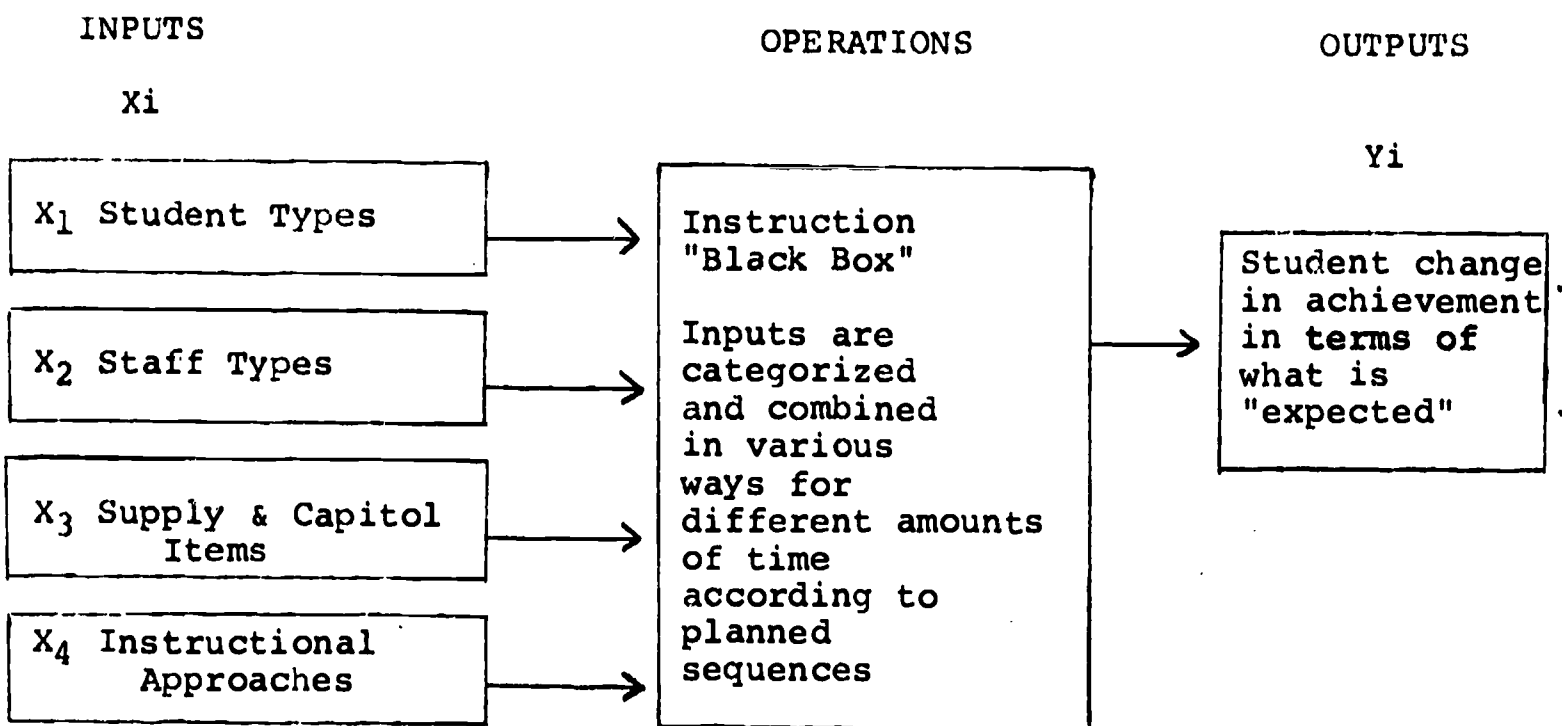 INPUTS
OPERATIONS
OUTPUTS
Xi
Yi
X1 Student Types
X2 Staff Types
X3 Supply & Capitol
Items
X4 Instructional
Approaches
Instruction
"Black Box"
Inputs are
categorized
and combined
in various
ways for
different amounts
of time
according to
planned
sequences
Student change
in achievement
in terms of
what is
"expected"